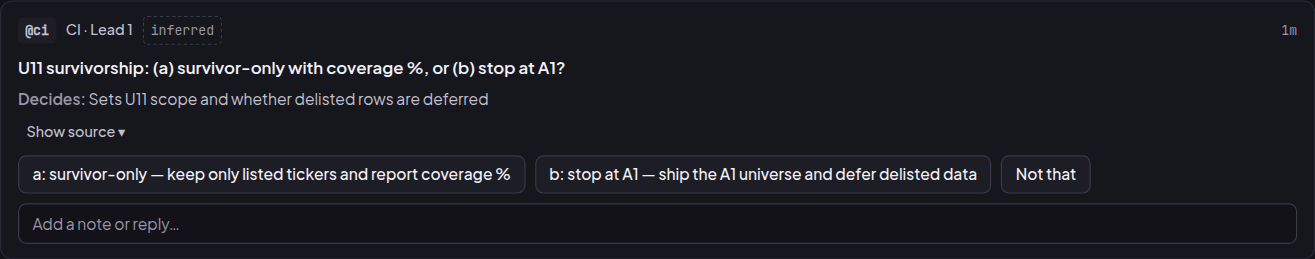 @ci CI · Lead 1 inferred 1m
U11 survivorship: (a) survivor-only with coverage %, or (b) stop at A1?
Decides: Sets U11 scope and whether delisted rows are deferred
Show source ▾
a: survivor-only — keep only listed tickers and report coverage % b: stop at A1 — ship the A1 universe and defer delisted data Not that
Add a note or reply...